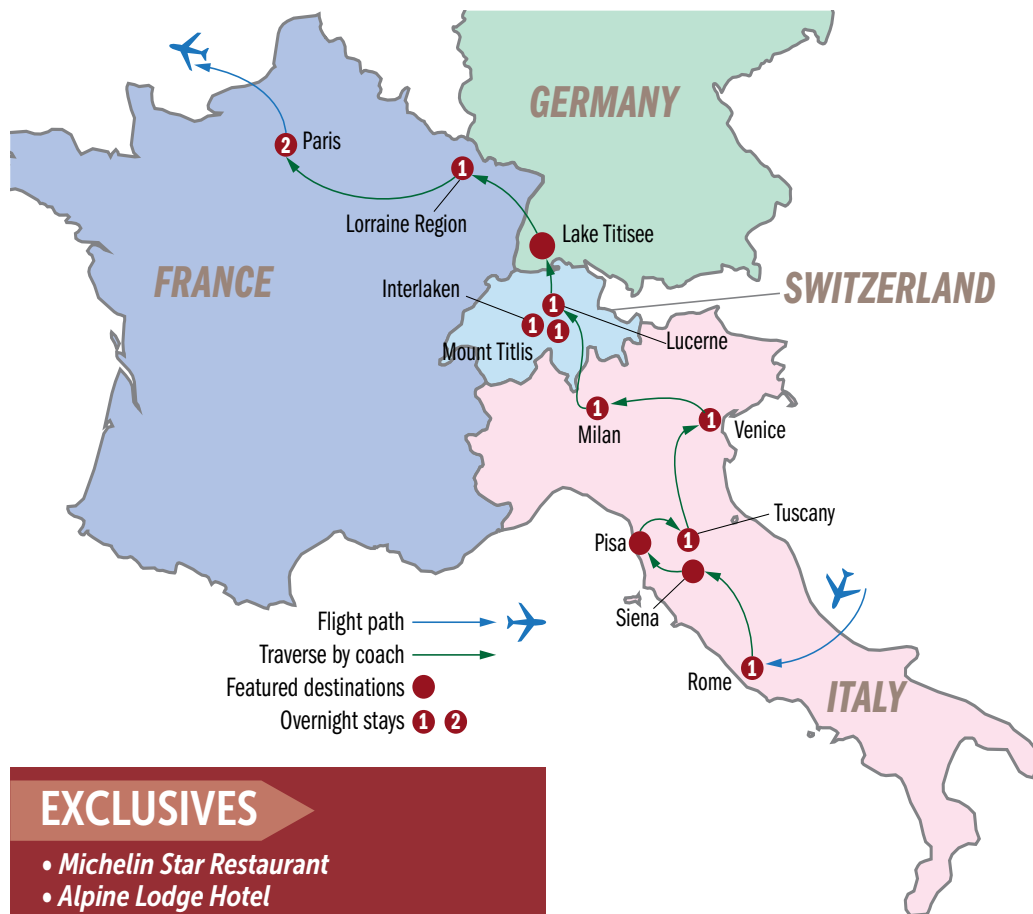 GERMANY
2
Paris
1
Lorraine Region
Lake Titisee
FRANCE
SWITZERLAND
Interlaken
1
1
1
Mount Titlis
Lucerne
1
Milan
1
Venice
Tuscany
Pisa
1
Siena
Flight path
Traverse by coach
Rome
1
Featured destinations
ITALY
Overnight stays 1 2
EXCLUSIVES
• Michelin Star Restaurant
• Alpine Lodge Hotel